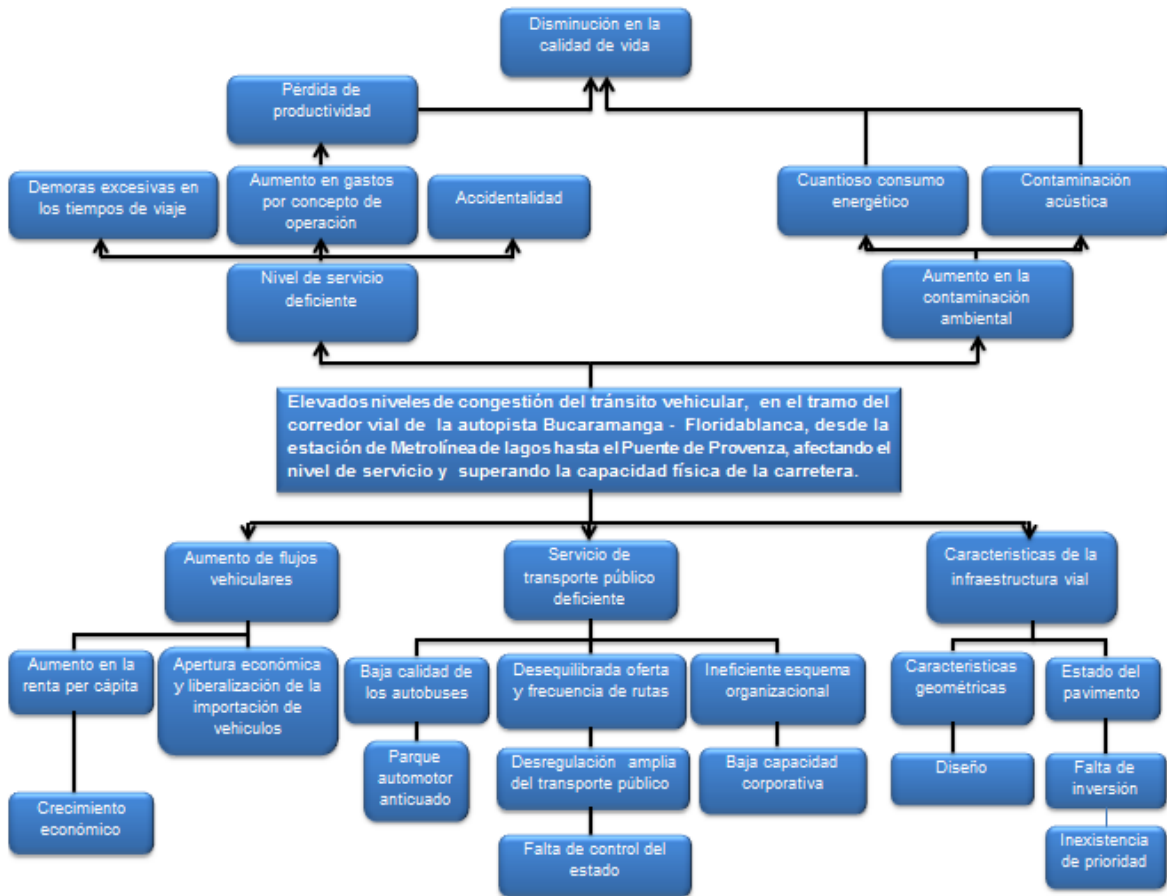 Disminución en la
calidad de vida
Pérdida de
productividad
Demoras excesivas en
los tiempos de viaje
Aumento en gastos
por concepto de
operación
Accidentalidad
Cuantioso consumo
energético
Contaminación
acústica
Nivel de servicio
deficiente
Aumento en la
contaminación
ambiental
Elevados niveles de congestión del tránsito vehicular, en el tramo del
corredor vial de la autopista Bucaramanga - Floridablanca, desde la
estación de Metrolínea de lagos hasta el Puente de Provenza, afectando el
nivel de servicio y superando la capacidad física de la carretera.
Aumento de flujos
vehiculares
Servicio de
transporte público
deficiente
Caracteristicas de la
infraestructura vial
Aumento en la
renta per cápita
Apertura económica
y liberalización de la
importación de
vehículos
Baja calidad de
los autobuses
Desequilibrada oferta
y frecuencia de rutas
Ineficiente esquema
organizacional
Caracteristicas
geométricas
Estado del
pavimento
Crecimiento
económico
Parque
automotor
anticuado
Desregulación amplia
del transporte público
Baja capacidad
corporativa
Diseño
Falta de
inversión
Falta de control del
estado
Inexistencia
de prioridad